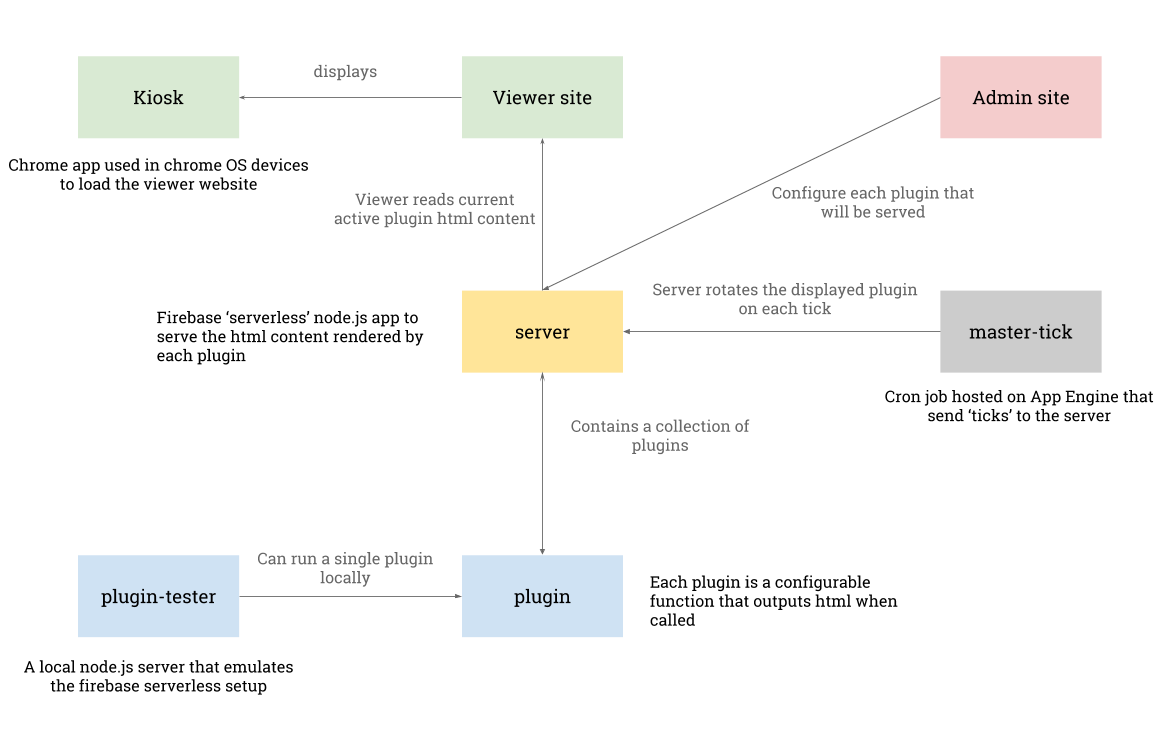 displays
Kiosk
Viewer site
Admin site
Chrome app used in chrome OS devices
to load the viewer website
Viewer reads current
active plugin html content
Configure each plugin that
will be served
Firebase ‘serverless’ node.js app to
serve the html content rendered by
each plugin
server
Server rotates the displayed plugin
on each tick
master-tick
Cron job hosted on App Engine that
send ‘ticks’ to the server
Contains a collection of
plugins
plugin-tester
Can run a single plugin
locally
plugin
Each plugin is a configurable
function that outputs html when
called
A local node.js server that emulates
the firebase serverless setup